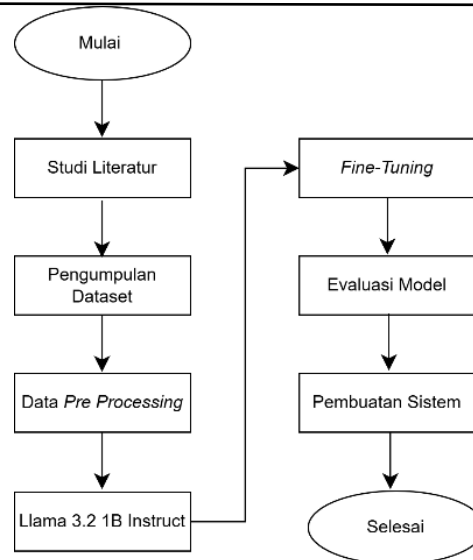 Mulai
Studi Literatur
Pengumpulan
Dataset
Data Pre Processing
Llama 3.2 1B Instruct
Fine-Tuning
Evaluasi Model
Pembuatan Sistem
Selesai